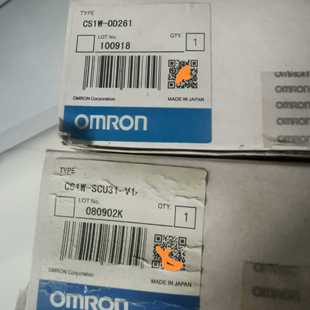 TYPE
CS1W-OD261
LOT No. QTY
100918 1
OMRON Corporation MADE IN JAPAN
OMRON
TYPE
CS1W-SCU31-V1
LOT No. QTY
080902K 1
OMRON Corporation MADE IN JAPAN
OMRON